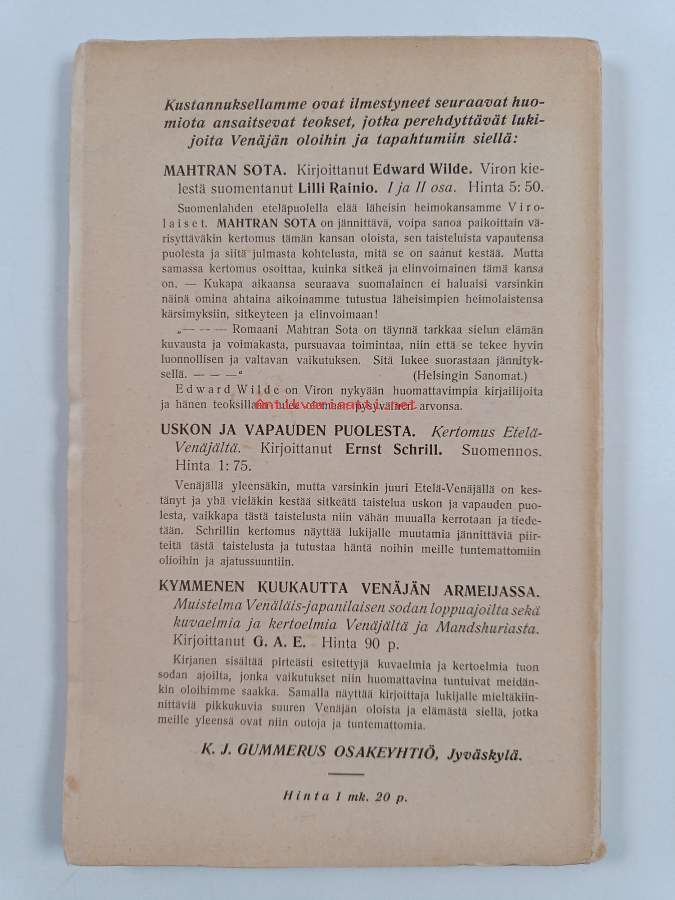 Kustannuksellamme ovat ilmestyneet seuraavat huo-
miota ansaitsevat teokset, jotka perehdyttävät luki-
joita Venäjän oloihin ja tapahtumiin siellä:
MAHTRAN SOTA. Kirjoittanut Edward Wilde. Viron kie-
lestä suomentanut Lilli Rainio. I ja II osa. Hinta 5: 50.
Suomenlahden eteläpuolella elää läheisin heimokansamme Viro-
laiset. MAHTRAN SOTA on jännittävä, voipa sanoa paikoittain vä-
risyttäväkin kertomus tämän kansan oloista, sen taisteluista vapautensa
puolesta ja siitä julmasta kohtelusta, mitä se on saanut kestää. Mutta
samassa kertomus osoittaa, kuinka sitkeä ja elinvoimainen tämä kansa
on. — Kukapa aikaansa seuraava suomalainen ei haluaisi varsinkin
näinä omina ahtaina aikoinamme tutustua läheisimpien heimolaistensa
kärsimyksiin, sitkeyteen ja elinvoimaan!
„— — — Romaani Mahtran Sota on täynnä tarkkaa sielun elämän
kuvausta ja voimakasta, pursuavaa toimintaa, niin että se tekee hyvin
luonnollisen ja valtavan vaikutuksen. Sitä lukee suorastaan jännityk-
sellä. — — —“ (Helsingin Sanomat.)
Edward Wilde on Viron nykyään huomattavimpia kirjailijoita
ja hänen teoksillaan tulee olemaan pysyväinen arvonsa.
Antikvariaatti.net
USKON JA VAPAUDEN PUOLESTA. Kertomus Etelä-
Venäjältä. Kirjoittanut Ernst Schrill. Suomennos.
Hinta 1: 75.
Venäjällä yleensäkin, mutta varsinkin juuri Etelä-Venäjällä on kes-
tänyt ja yhä vieläkin kestää sitkeätä taistelua uskon ja vapauden puo-
lesta, vaikkapa tästä taistelusta niin vähän muualla kerrotaan ja tiede-
tään. Schrillin kertomus näyttää lukijalle muutamia jännittäviä piir-
teitä tästä taistelusta ja tutustaa häntä noihin meille tuntemattomiin
olioihin ja ajatussuuntiin.
KYMMENEN KUUKAUTTA VENÄJÄN ARMEIJASSA.
Muistelma Venäläis-japanilaisen sodan loppuajoilta sekä
kuvaelmia ja kertoelmia Venäjältä ja Mandshuriasta.
Kirjoittanut G. A. E. Hinta 90 p.
Kirjanen sisältää pirteästi esitettyjä kuvaelmia ja kertoelmia tuon
sodan ajoilta, jonka vaikutukset niin huomattavina tuntuivat meidän-
kin oloihimme saakka. Samalla näyttää kirjoittaja lukijalle mieltäkiin-
nittäviä pikkukuvia suuren Venäjän oloista ja elämästä siellä, jotka
meille yleensä ovat niin outoja ja tuntemattomia.
K. J. GUMMERUS OSAKEYHTIÖ, Jyväskylä.
Hinta 1 mk. 20 p.